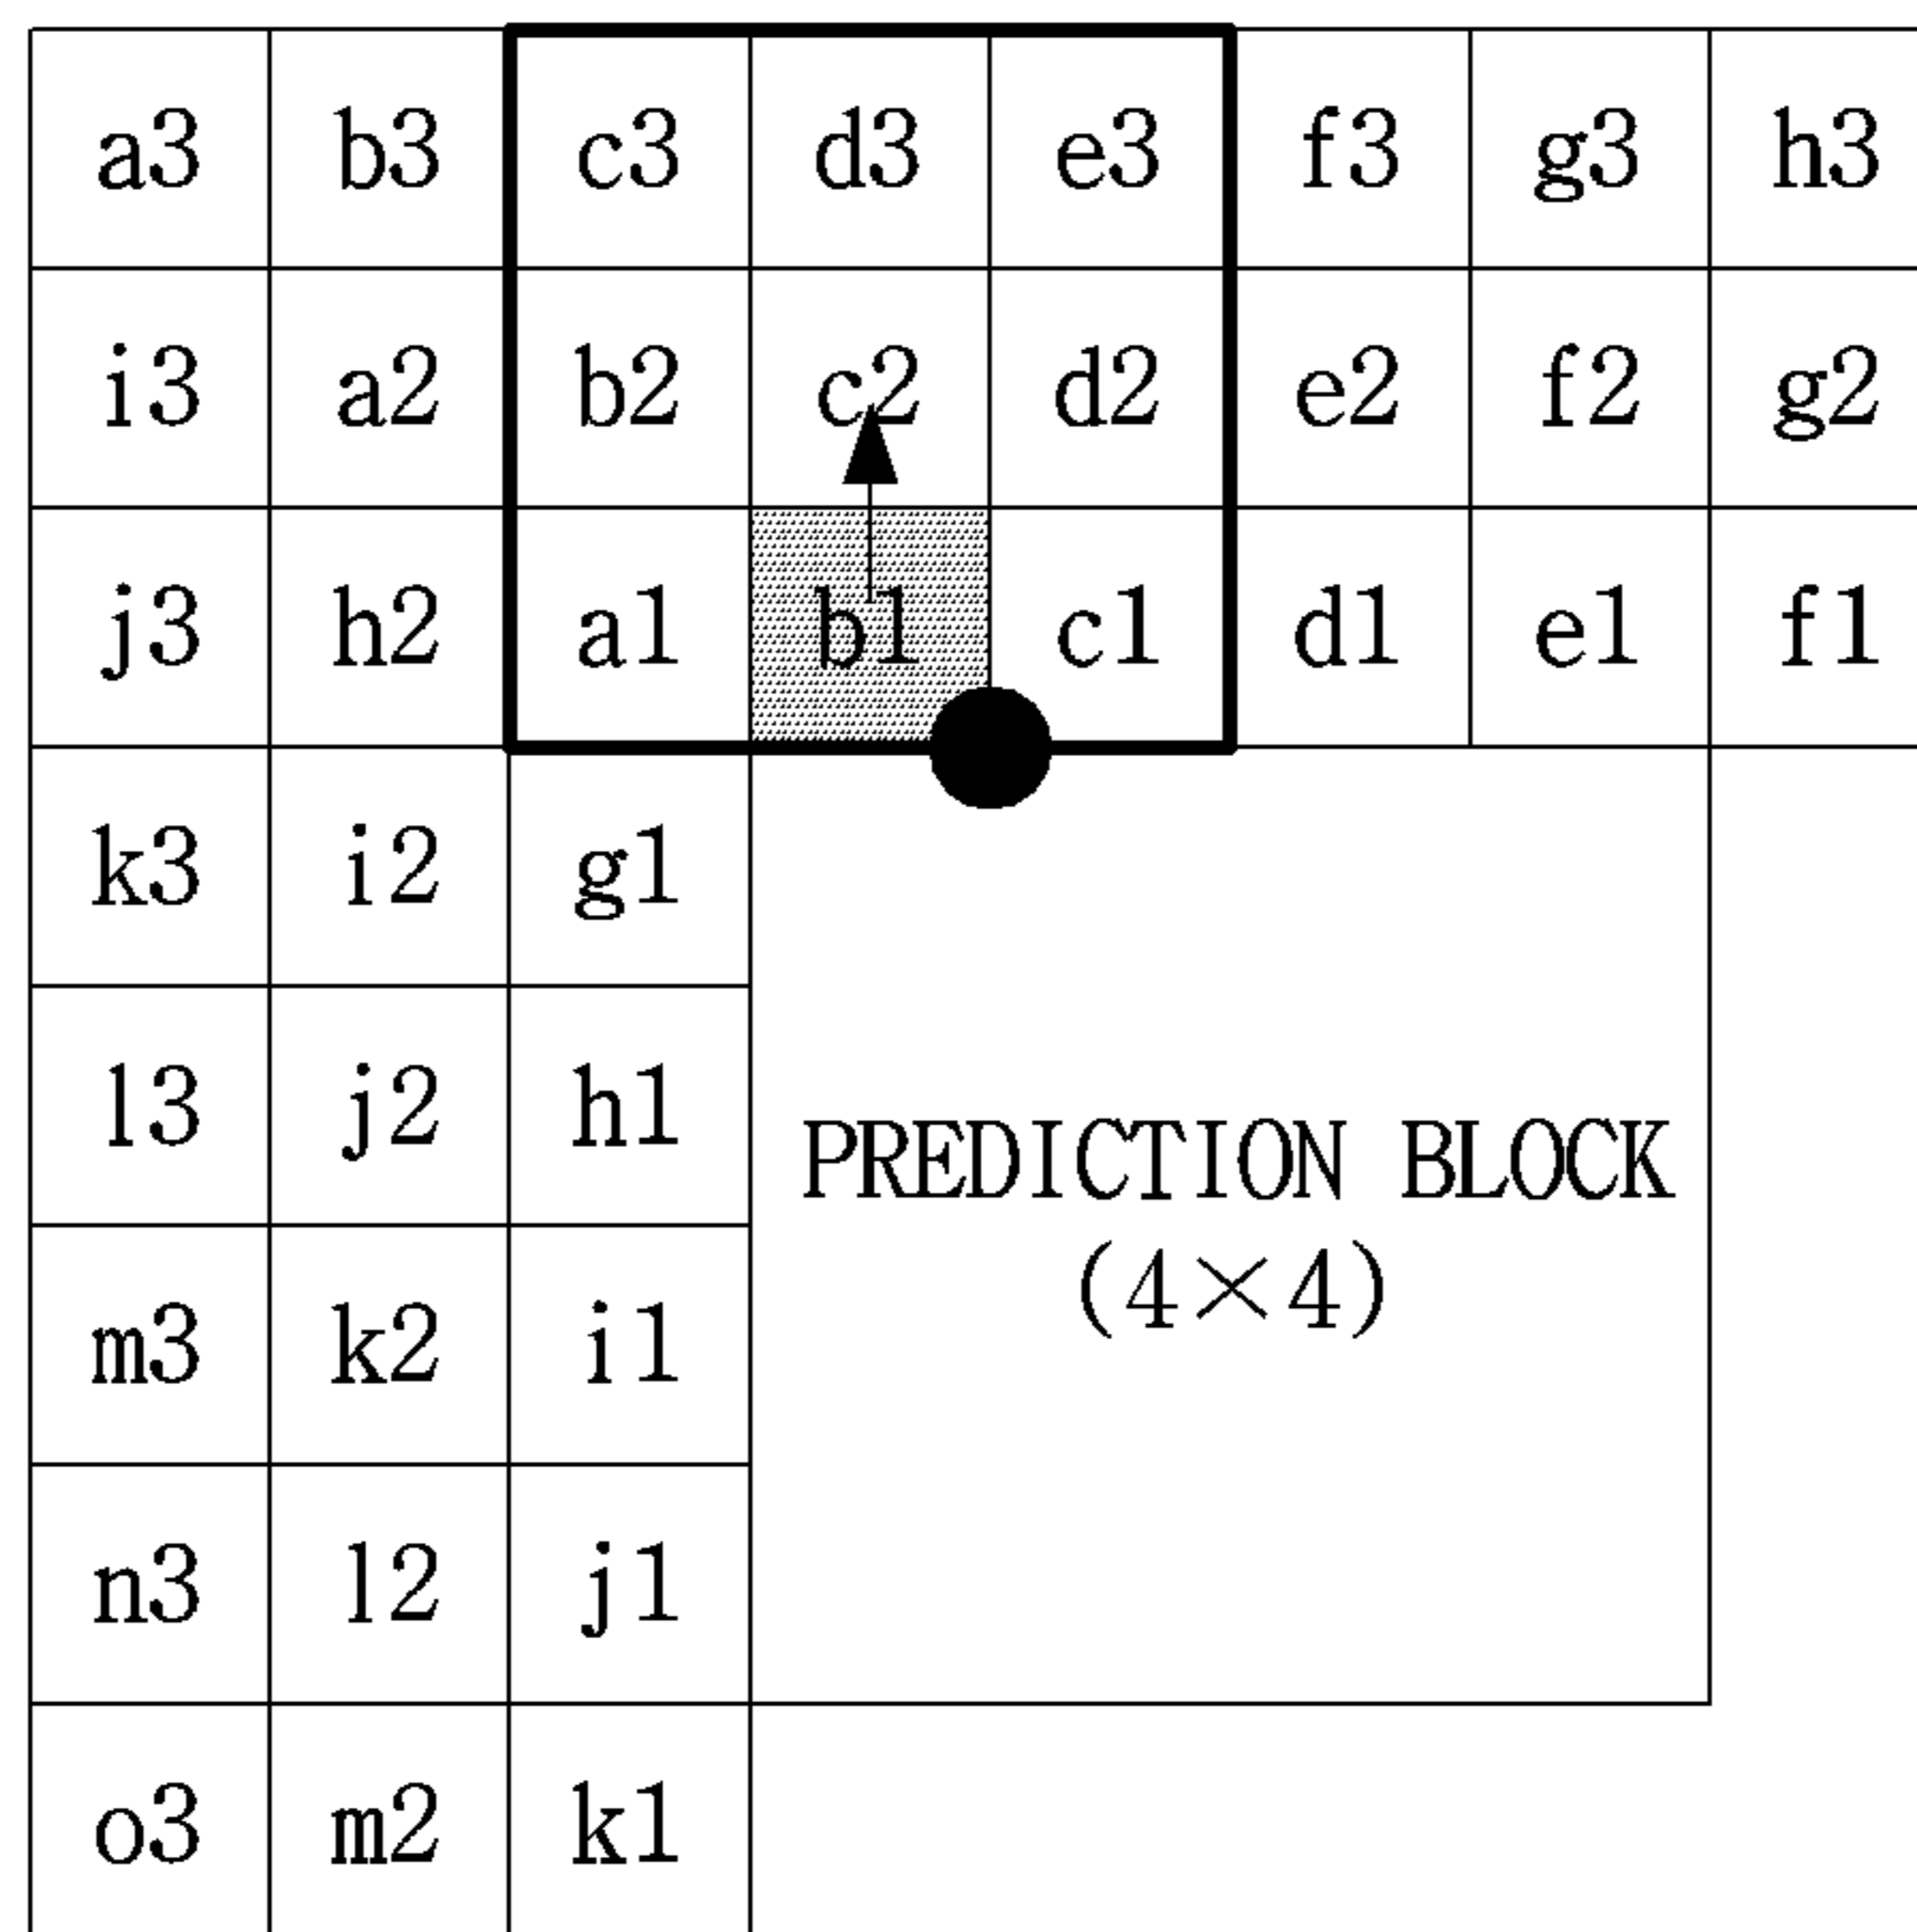 a3 b3 c3 d3 e3 f3 g3 h3
i3 a2 b2 c2 d2 e2 f2 g2
j3 h2 a1 b1 c1 d1 e1 f1
k3 i2 g1
l3 j2 h1
PREDICTION BLOCK
(4×4)
m3 k2 i1
n3 l2 j1
o3 m2 k1